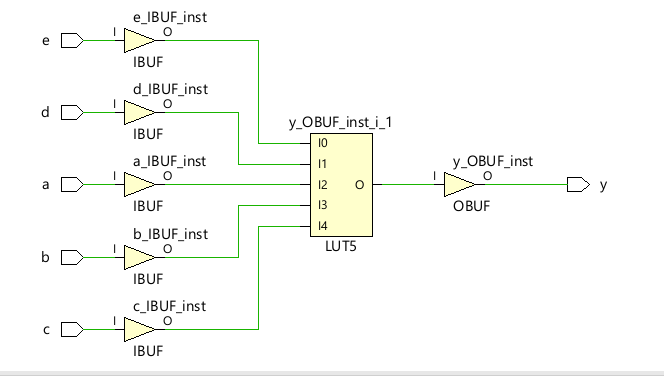 e_IBUF_inst
e
I
O
IBUF
d_IBUF_inst
d
I
O
IBUF
y_OBUF_inst_i_1
I0
I1
I2
I3
I4
O
LUT5
a_IBUF_inst
a
I
O
IBUF
y_OBUF_inst
I
O
OBUF
y
b_IBUF_inst
b
I
O
IBUF
c_IBUF_inst
c
I
O
IBUF